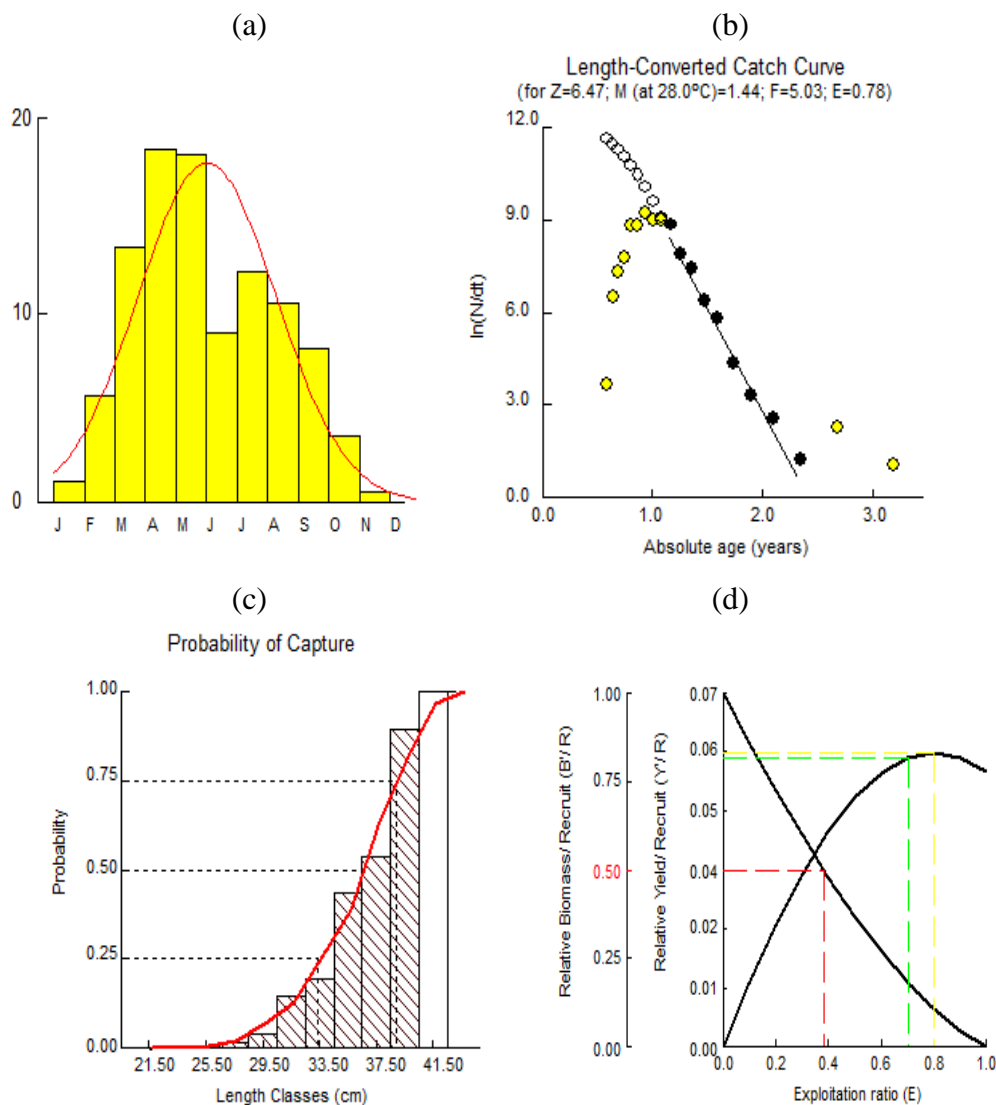 (a)
20
10
0
J F M A M J J A S O N D
(b)
Length-Converted Catch Curve
(for Z=6.47; M (at 28.0ºC)=1.44; F=5.03; E=0.78)
12.0
9.0
6.0
3.0
0.0
ln(N/dt)
0.0 1.0 2.0 3.0
Absolute age (years)
(c)
Probability of Capture
1.00
0.75
0.50
0.25
0.00
Probability
21.50 25.50 29.50 33.50 37.50 41.50
Length Classes (cm)
(d)
Relative Biomass/ Recruit (B'/ R)
1.00
0.75
0.50
0.25
0.00
Relative Yield/ Recruit (Y'/ R)
0.07
0.06
0.05
0.04
0.02
0.01
0.00
0.0 0.2 0.4 0.6 0.8 1.0
Exploitation ratio (E)